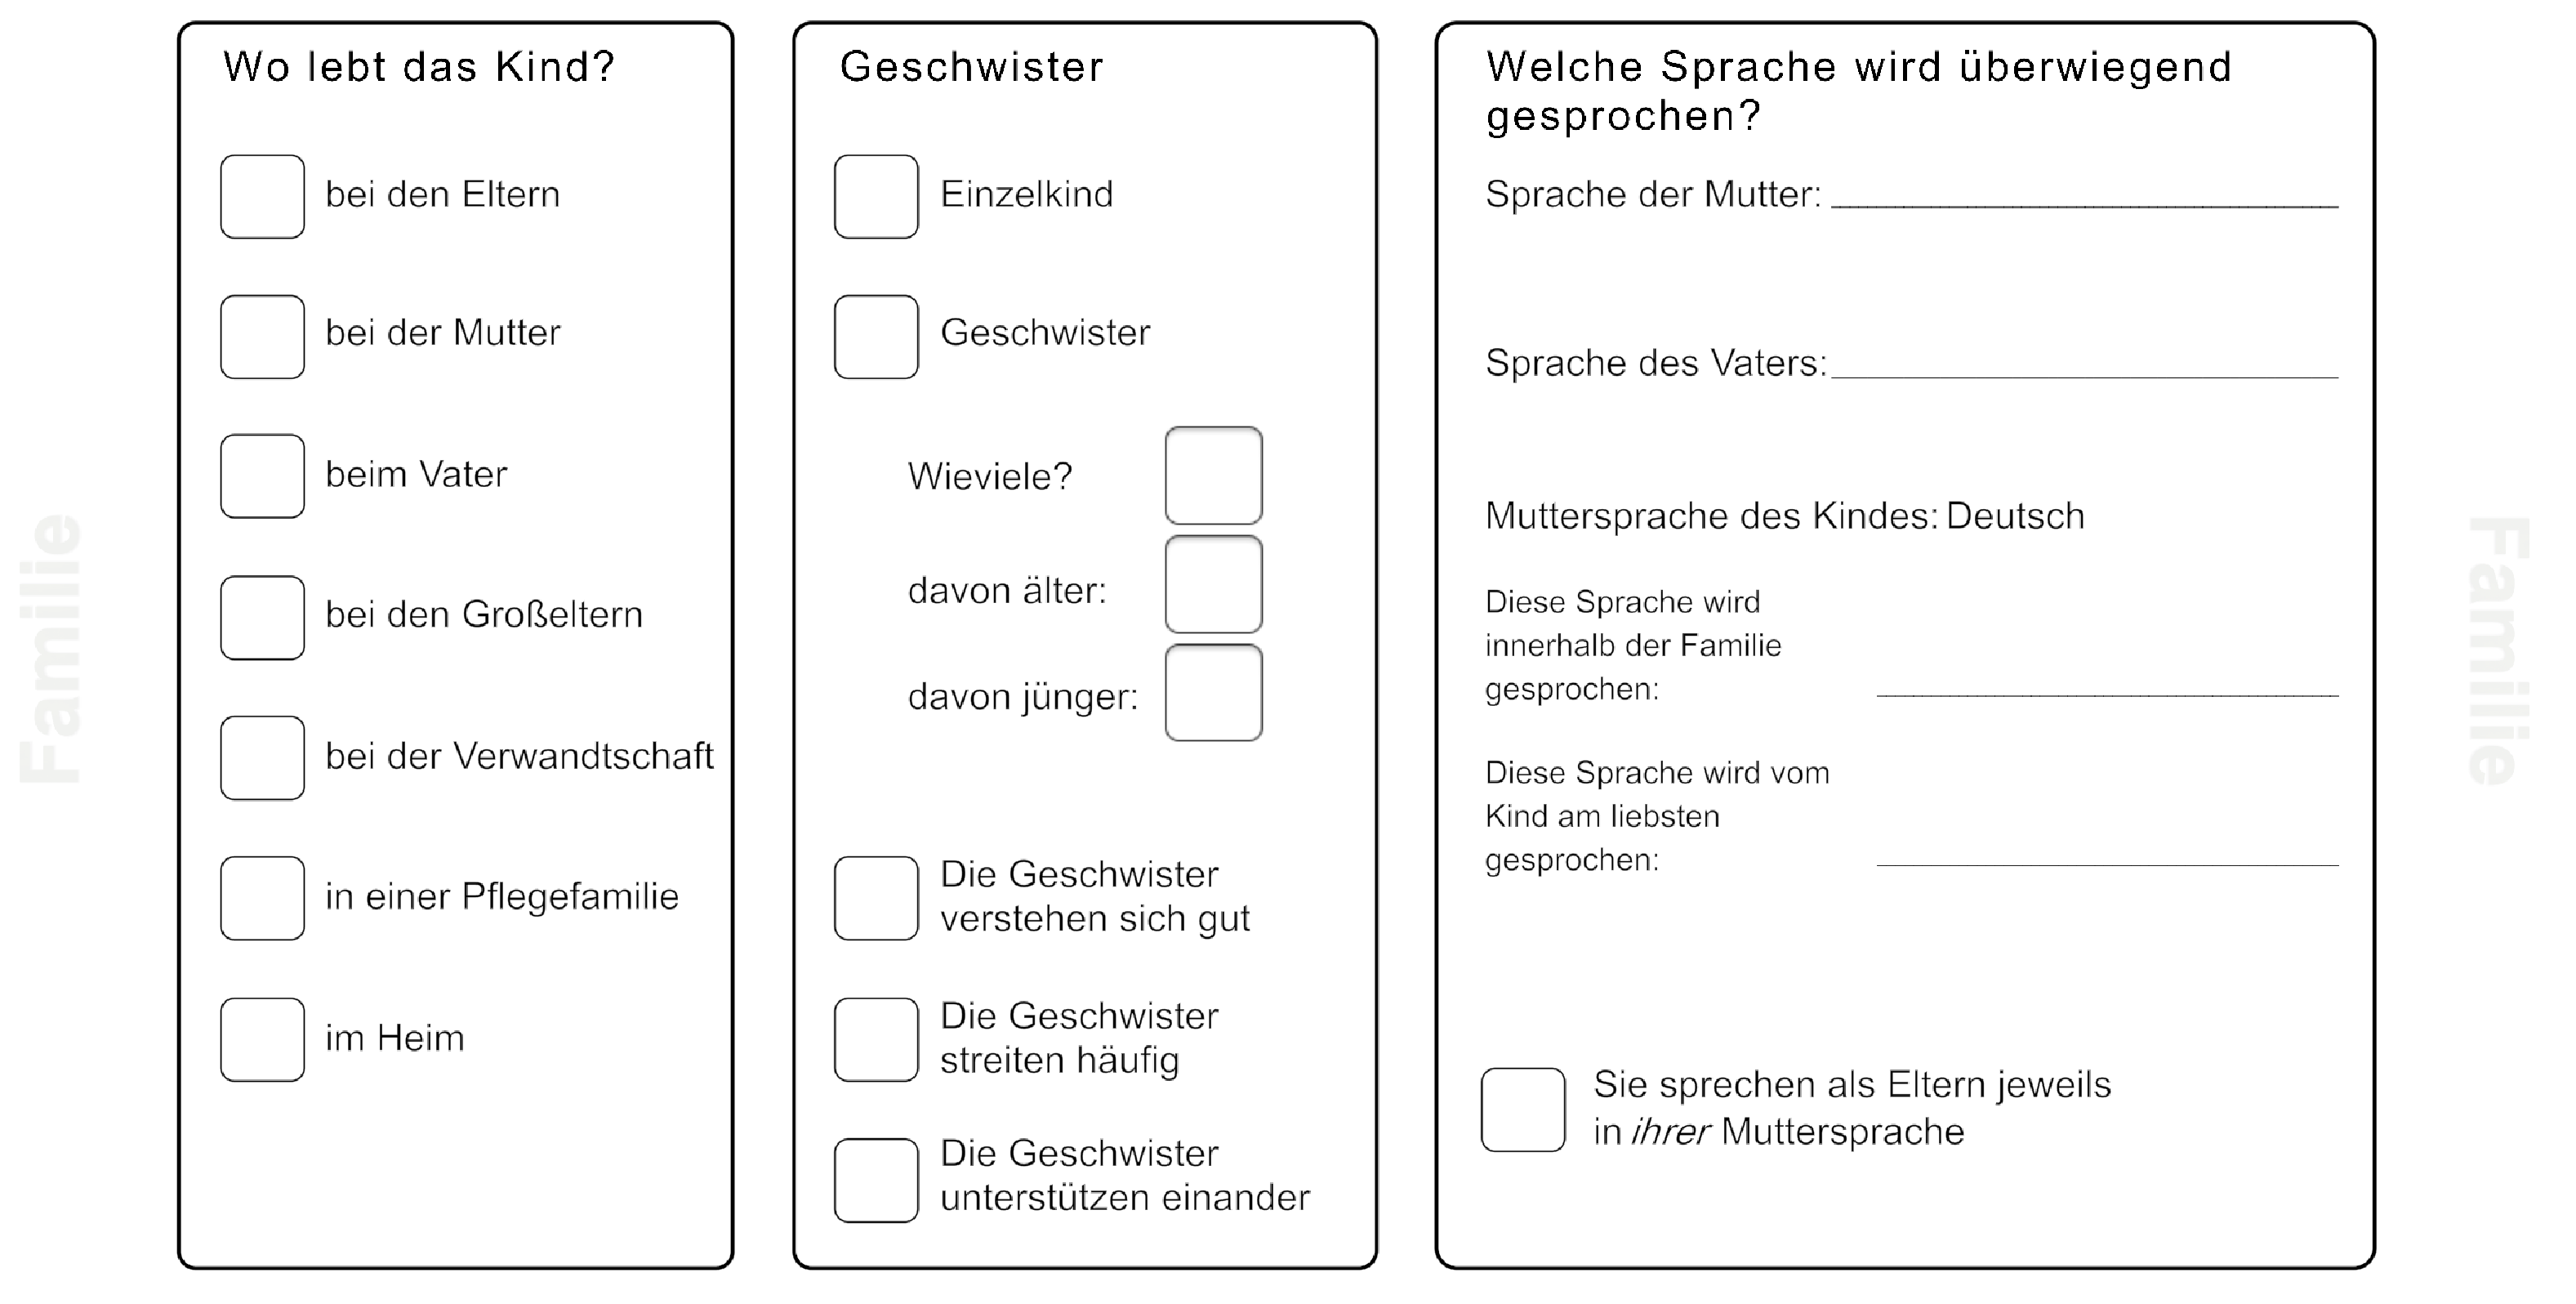 Familie
Wo lebt das Kind?
bei den Eltern
bei der Mutter
beim Vater
bei den Großeltern
bei der Verwandtschaft
in einer Pflegefamilie
im Heim
Geschwister
Einzelkind
Geschwister
Wieviele?
davon älter:
davon jünger:
Die Geschwister
verstehen sich gut
Die Geschwister
streiten häufig
Die Geschwister
unterstützen einander
Welche Sprache wird überwiegend
gesprochen?
Sprache der Mutter:
Sprache des Vaters:
Muttersprache des Kindes: Deutsch
Diese Sprache wird
innerhalb der Familie
gesprochen:
Diese Sprache wird vom
Kind am liebsten
gesprochen:
Sie sprechen als Eltern jeweils
in ihrer Muttersprache
Familie